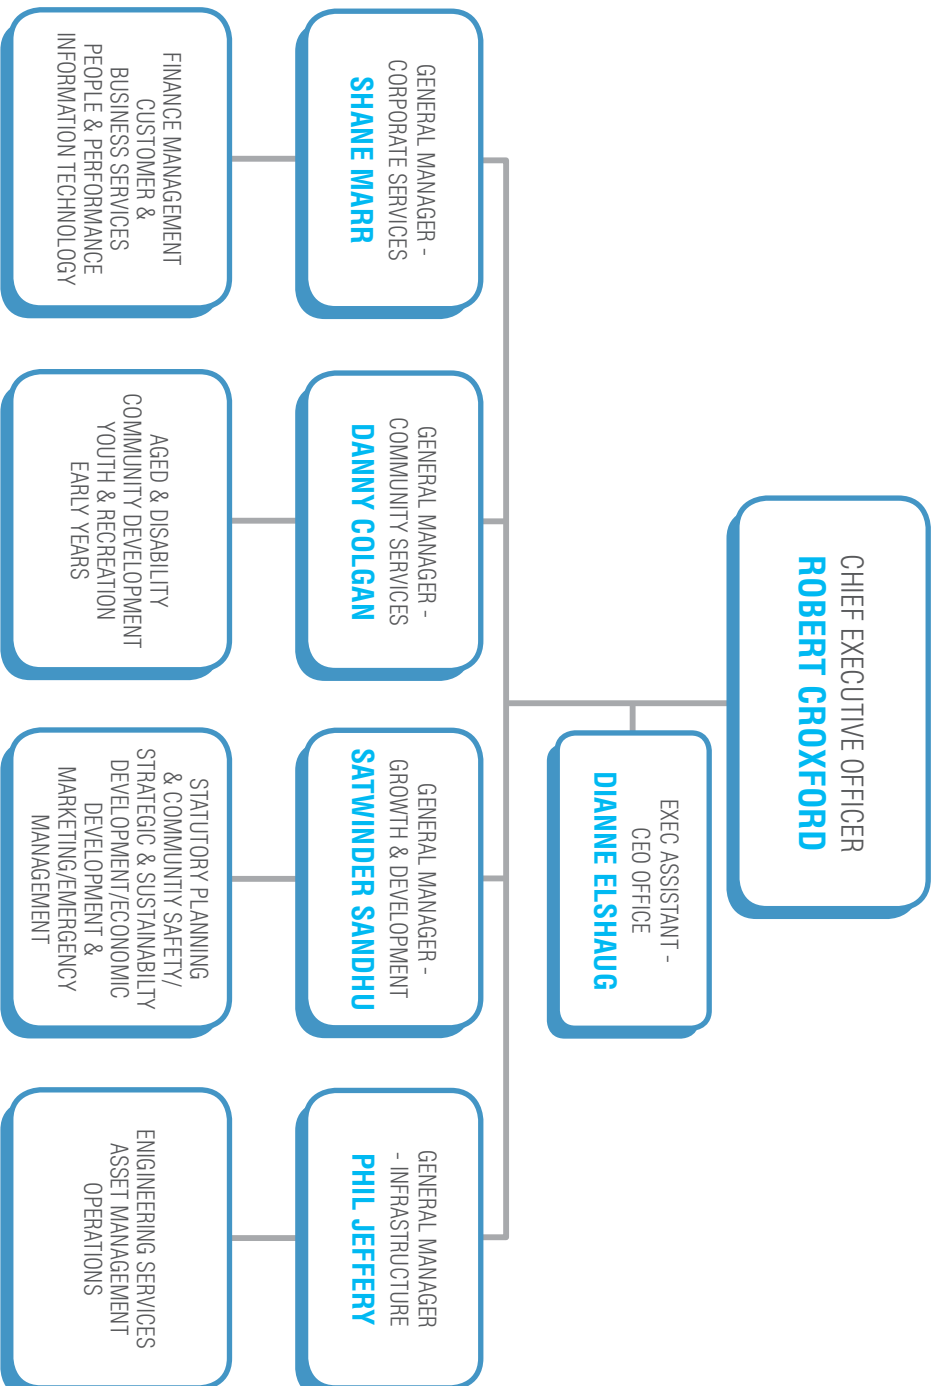 CHIEF EXECUTIVE OFFICER
ROBERT CROXFORD
EXEC ASSISTANT -
CEO OFFICE
DIANNE ELSHAUG
GENERAL MANAGER -
CORPORATE SERVICES
SHANE MARR
GENERAL MANAGER -
COMMUNITY SERVICES
DANNY COLGAN
GENERAL MANAGER -
GROWTH & DEVELOPMENT
SATWINDER SANDHU
GENERAL MANAGER
- INFRASTRUCTURE
PHIL JEFFERY
FINANCE MANAGEMENT
CUSTOMER &
BUSINESS SERVICES
PEOPLE & PERFORMANCE
INFORMATION TECHNOLOGY
AGED & DISABILITY
COMMUNITY DEVELOPMENT
YOUTH & RECREATION
EARLY YEARS
STATUTORY PLANNING
& COMMUNTIY SAFETY/
STRATEGIC & SUSTAINABILTY
DEVELOPMENT/ECONOMIC
DEVELOPMENT &
MARKETING/EMERGENCY
MANAGEMENT
ENIGINEERING SERVICES
ASSET MANAGEMENT
OPERATIONS